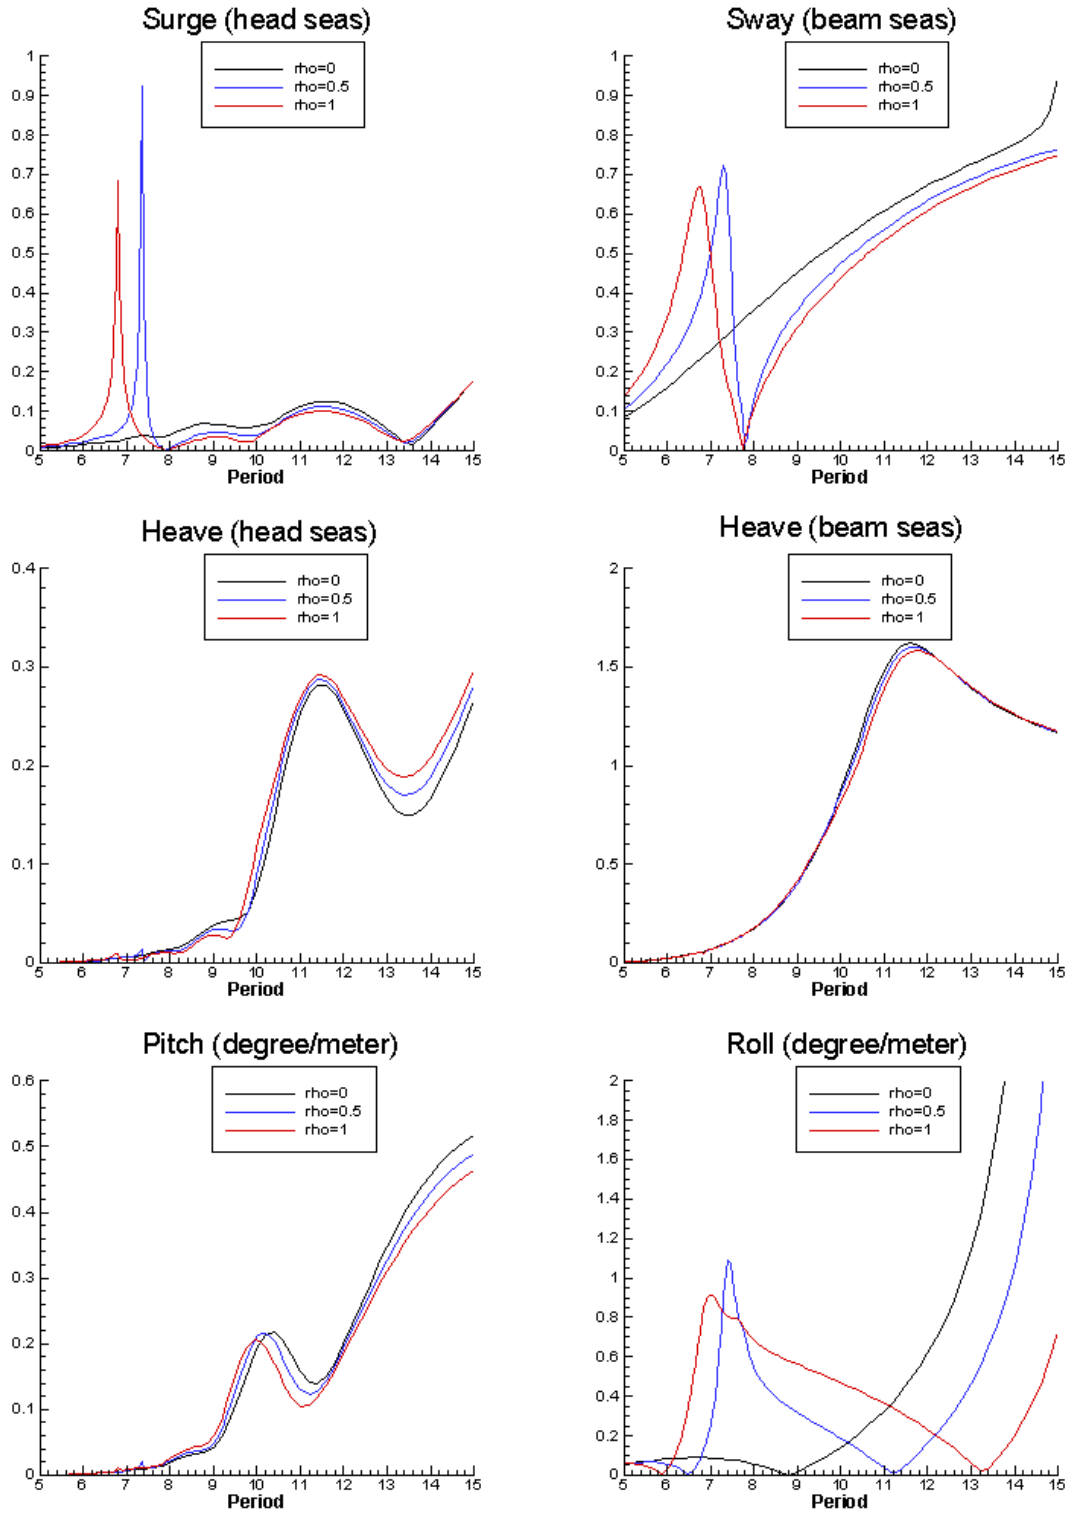 Surge (head seas)
rho=0
rho=0.5
rho=1
1
0.9
0.8
0.7
0.6
0.5
0.4
0.3
0.2
0.1
0
5 6 7 8 9 10 11 12 13 14 15
Period
Sway (beam seas)
rho=0
rho=0.5
rho=1
1
0.9
0.8
0.7
0.6
0.5
0.4
0.3
0.2
0.1
0
5 6 7 8 9 10 11 12 13 14 15
Period
Heave (head seas)
rho=0
rho=0.5
rho=1
0.4
0.3
0.2
0.1
0
5 6 7 8 9 10 11 12 13 14 15
Period
Heave (beam seas)
rho=0
rho=0.5
rho=1
2
1.5
1
0.5
0
5 6 7 8 9 10 11 12 13 14 15
Period
Pitch (degree/meter)
rho=0
rho=0.5
rho=1
0.6
0.5
0.4
0.3
0.2
0.1
0
5 6 7 8 9 10 11 12 13 14 15
Period
Roll (degree/meter)
rho=0
rho=0.5
rho=1
2
1.8
1.6
1.4
1.2
1
0.8
0.6
0.4
0.2
0
5 6 7 8 9 10 11 12 13 14 15
Period